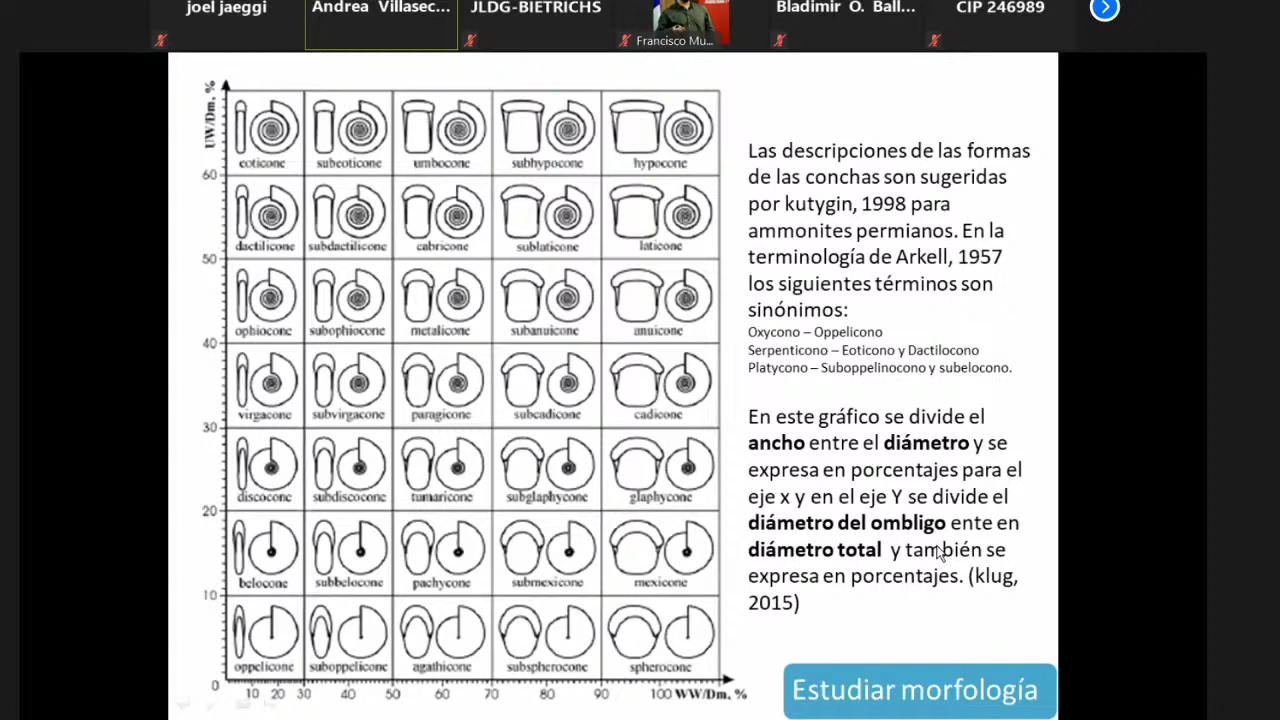 joel jaeggi
Andrea Villasec...
JLDG-BIETRICHS
Bladimir O. Ball...
CIP 246989
Francisco Mu...
UW/Dm, %
eoticone subeoticone umbocone subhypocone hypocone
60
dactilicone subdactilicone cabricone sublaticone laticone
50
ophiocone subophiocone metalicone subanuicone anuicone
40
virgacone subvirgacone paragicone subcadicone cadicone
30
discocone subdiscocone tumaricone subglaphycone glaphycone
20
belocone subbelocone pachycone submexicone mexicone
10
oppelicone suboppelicone agathicone subspherocone spherocone
0 10 20 30 40 50 60 70 80 90 100 WW/Dm, %
Las descripciones de las formas
de las conchas son sugeridas
por kutygin, 1998 para
ammonites permianos. En la
terminología de Arkell, 1957
los siguientes términos son
sinónimos:
Oxycono – Oppelicono
Serpenticono – Eoticono y Dactilocono
Platycono – Suboppelinocono y subelocono.
En este gráfico se divide el
ancho entre el diámetro y se
expresa en porcentajes para el
eje x y en el eje Y se divide el
diámetro del ombligo ente en
diámetro total y también se
expresa en porcentajes. (klug,
2015)
Estudiar morfología